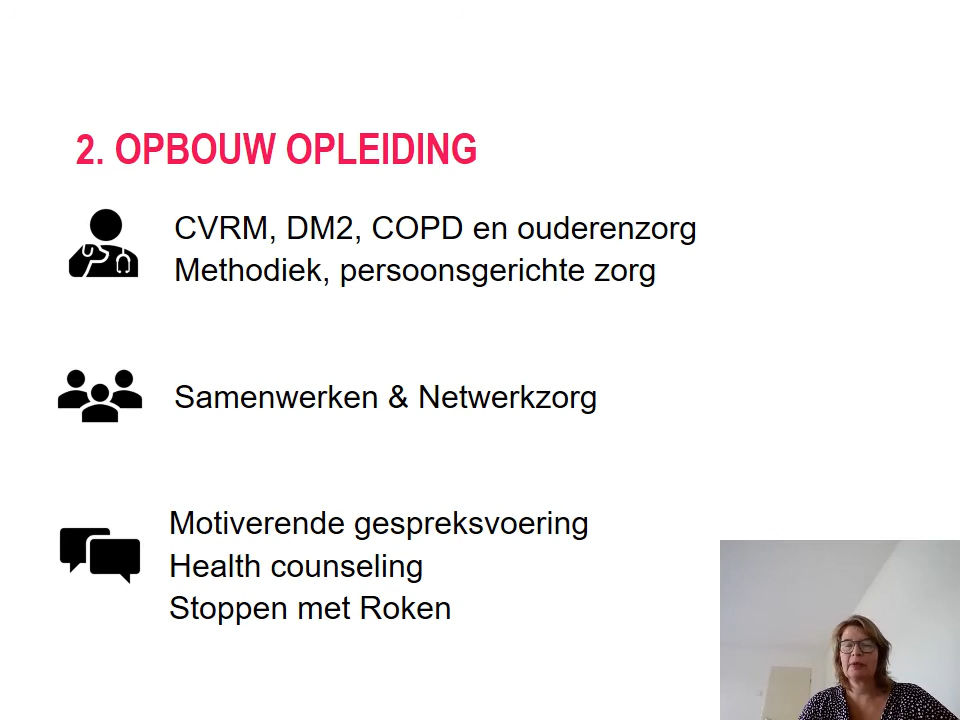 2. OPBOUW OPLEIDING
CVRM, DM2, COPD en ouderenzorg
Methodiek, persoonsgerichte zorg
Samenwerken & Netwerkzorg
Motiverende gespreksvoering
Health counseling
Stoppen met Roken